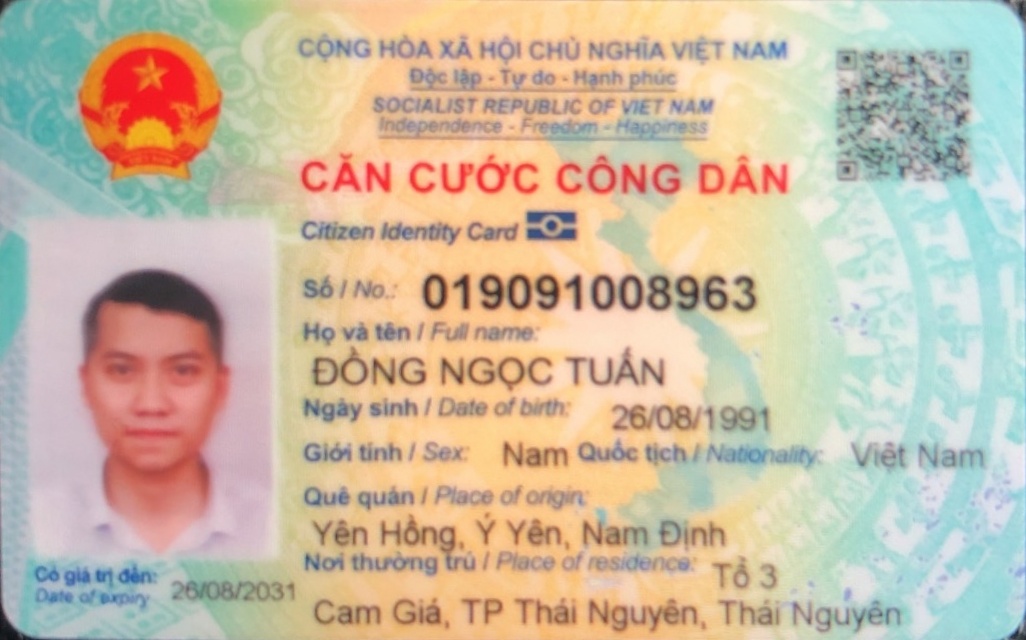 CỘNG HÒA XÃ HỘI CHỦ NGHĨA VIỆT NAM
Độc lập - Tự do - Hạnh phúc
SOCIALIST REPUBLIC OF VIET NAM
Independence - Freedom - Happiness
CĂN CƯỚC CÔNG DÂN
Citizen Identity Card
Số / No.: 019091008963
Họ và tên / Full name:
ĐỒNG NGỌC TUẤN
Ngày sinh / Date of birth: 26/08/1991
Giới tính / Sex: Nam Quốc tịch / Nationality: Việt Nam
Quê quán / Place of origin:
Yên Hồng, Ý Yên, Nam Định
Nơi thường trú / Place of residence: Tổ 3
Cam Giá, TP Thái Nguyên, Thái Nguyên
Có giá trị đến: 26/08/2031
Date of expiry